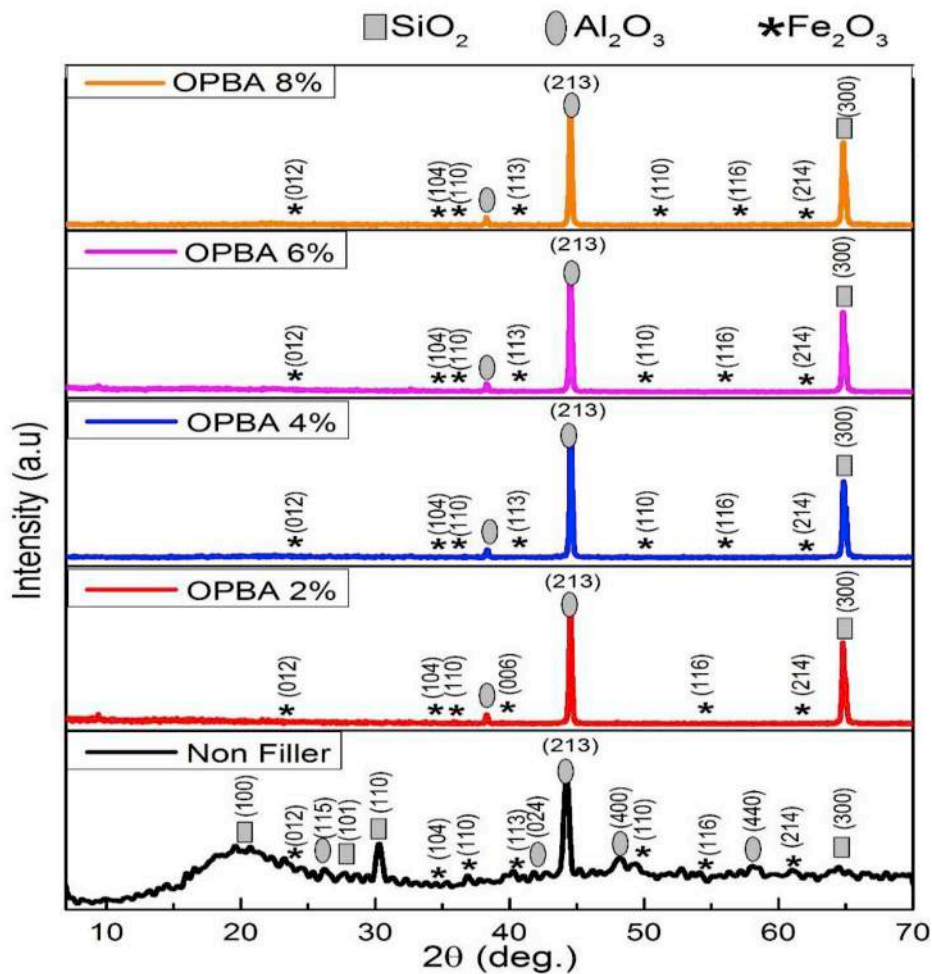 SiO₂ Al₂O₃ *Fe₂O₃
OPBA 8%
(012) (104) (110) (113) (213) (110) (116) (214) (300)
OPBA 6%
(012) (104) (110) (113) (213) (110) (116) (214) (300)
OPBA 4%
(012) (104) (110) (113) (213) (110) (116) (214) (300)
OPBA 2%
(012) (104) (110) (006) (213) (116) (214) (300)
Non Filler
(100) (012) (115) (101) (110) (104) (110) (113) (024) (213) (400) (110) (116) (440) (214) (300)
Intensity (a.u)
10 20 30 40 50 60 70
2θ (deg.)